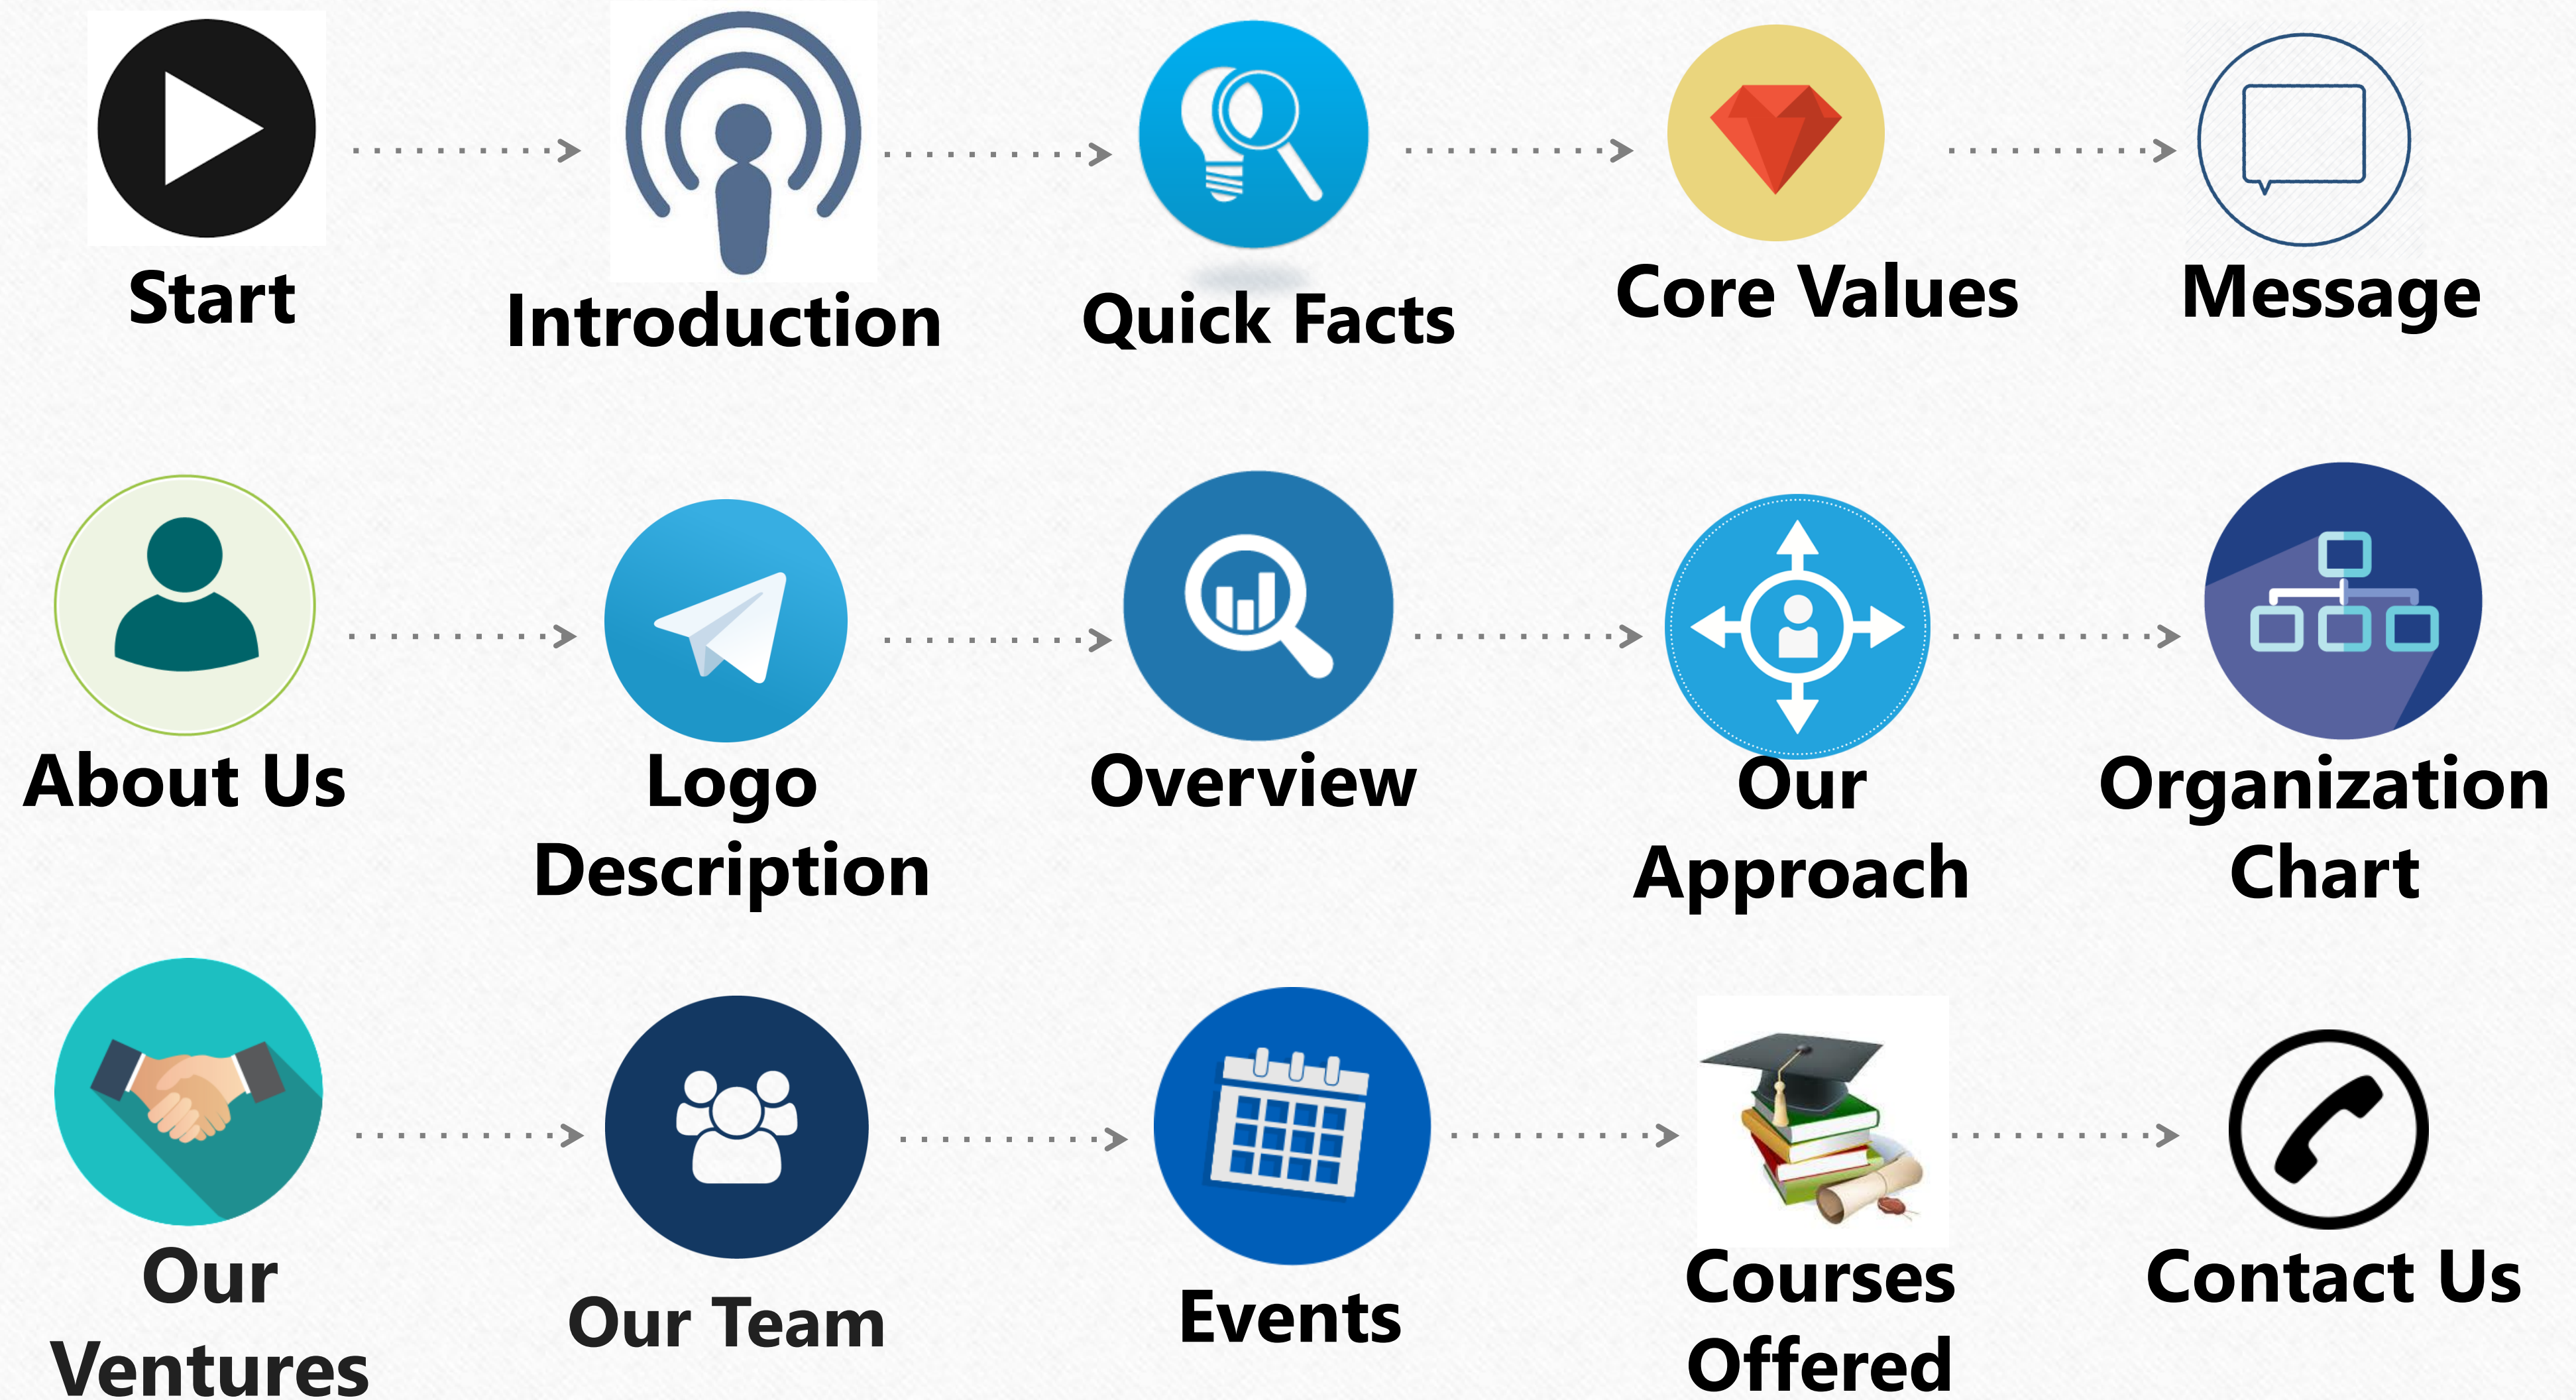 Start
Introduction
Quick Facts
Core Values
Message
About Us
Logo
Description
Overview
Our
Approach
Organization
Chart
Our
Ventures
Our Team
Events
Courses
Offered
Contact Us